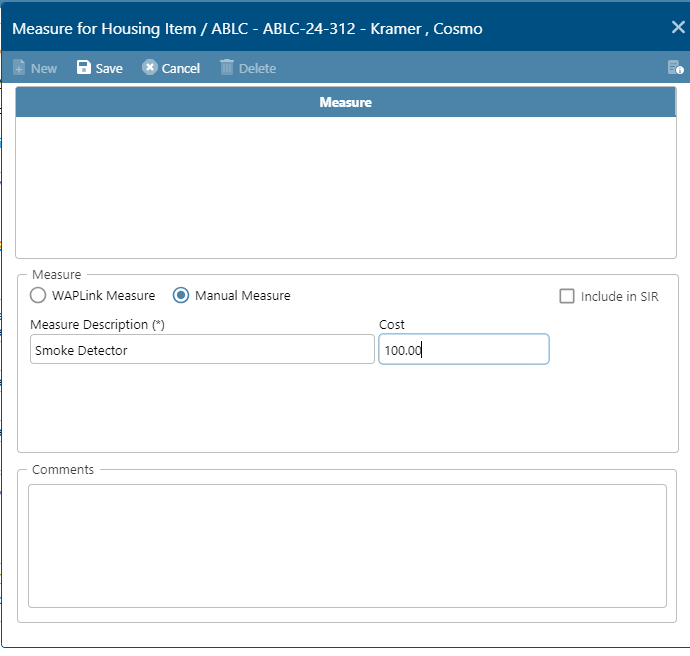 Measure for Housing Item / ABLC - ABLC-24-312 - Kramer , Cosmo
New Save Cancel Delete
Measure
Measure
WAPLink Measure Manual Measure Include in SIR
Measure Description (*) Cost
Smoke Detector 100.00
Comments